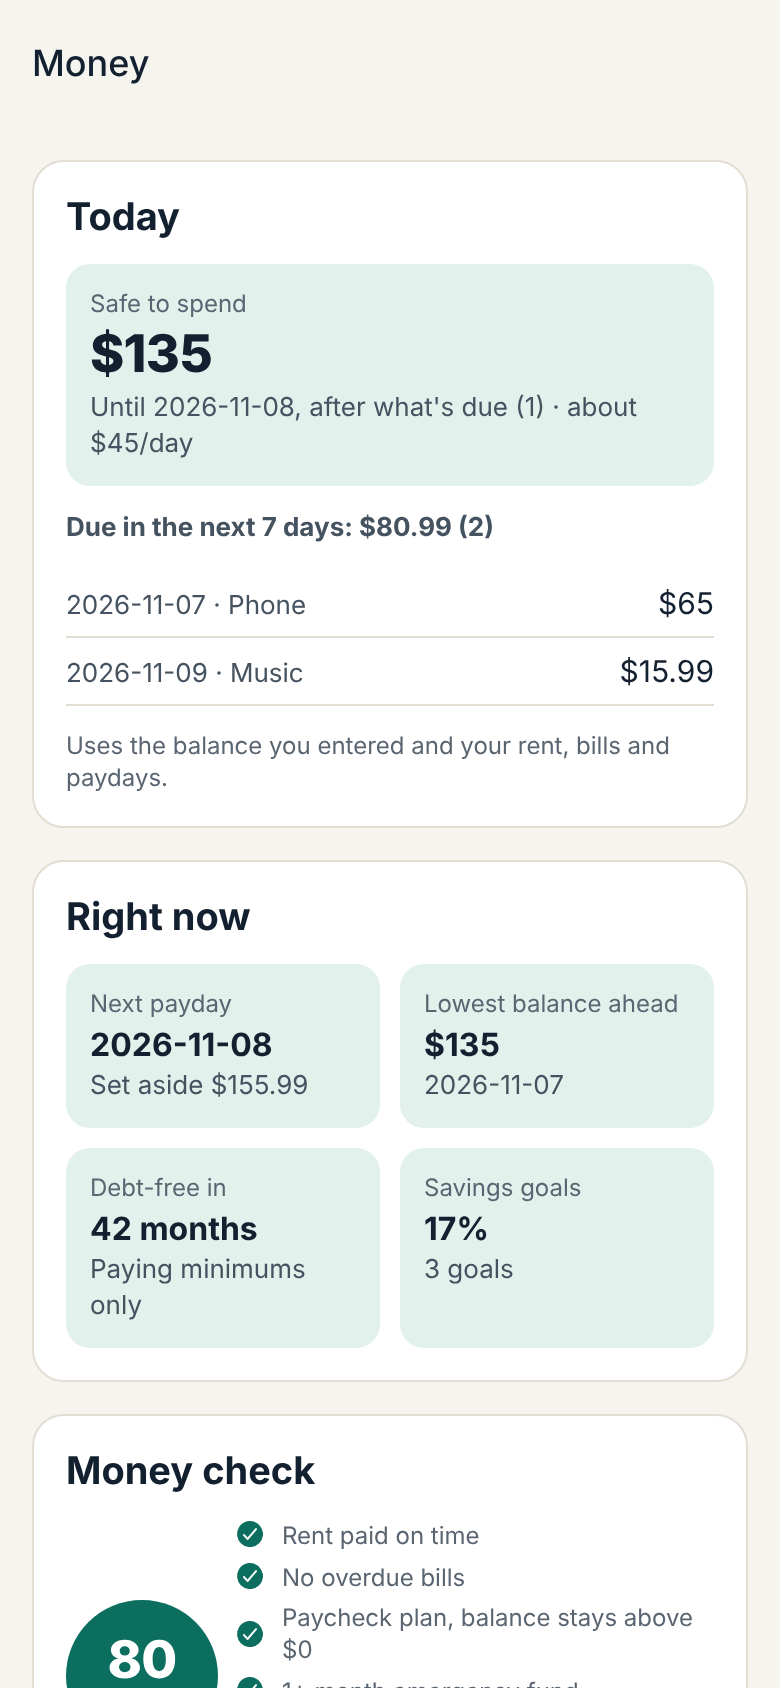 Money
Today
Safe to spend
$135
Until 2026-11-08, after what's due (1) · about
$45/day
Due in the next 7 days: $80.99 (2)
2026-11-07 · Phone
$65
2026-11-09 · Music
$15.99
Uses the balance you entered and your rent, bills and
paydays.
Right now
Next payday
2026-11-08
Set aside $155.99
Lowest balance ahead
$135
2026-11-07
Debt-free in
42 months
Paying minimums
only
Savings goals
17%
3 goals
Money check
80
Rent paid on time
No overdue bills
Paycheck plan, balance stays above
$0
1+ month emergency fund